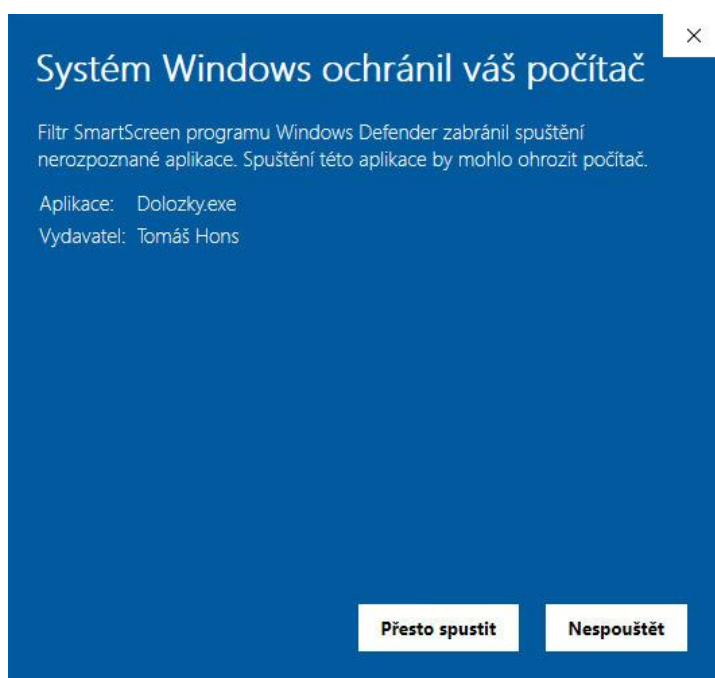 Systém Windows ochránil váš počítač
Filtr SmartScreen programu Windows Defender zabránil spuštění
nerozpoznané aplikace. Spuštění této aplikace by mohlo ohrozit počítač.
Aplikace: Dolozky.exe
Vydavatel: Tomáš Hons
Přesto spustit Nespouštět